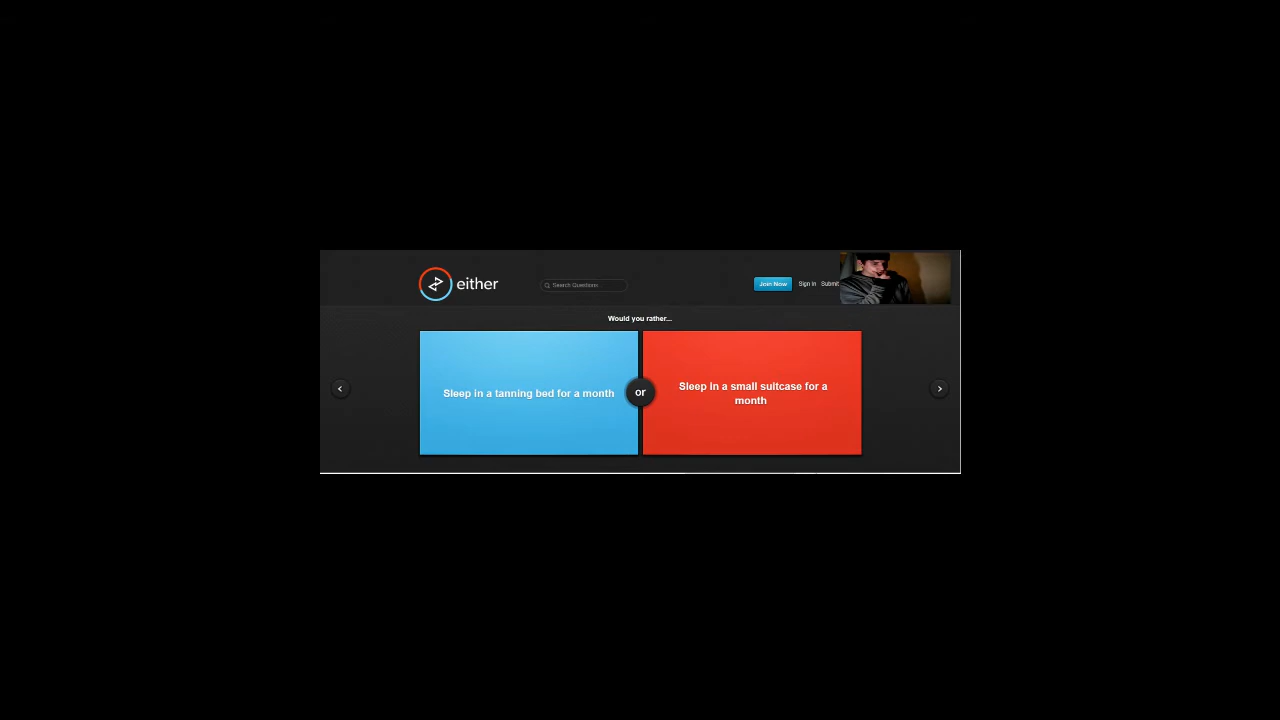 either
Search Questions
Join Now
Sign In
Submit
Would you rather...
Sleep in a tanning bed for a month
or
Sleep in a small suitcase for a
month